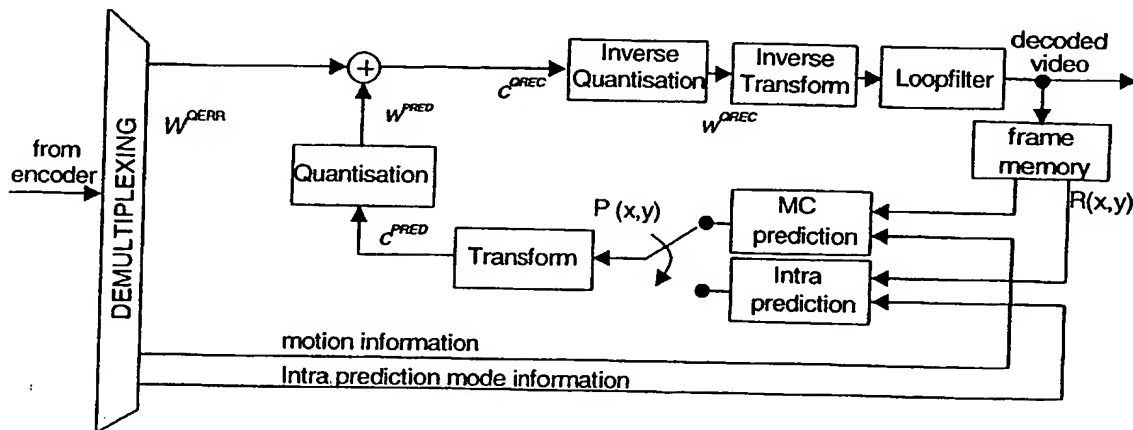 decoded
video
Inverse
Quantisation
Inverse
Transform
Loopfilter
C^QREC
W^QREC
W^PRED
W^QERR
from
encoder
DEMULTIPLEXING
Quantisation
frame
memory
R(x,y)
P (x,y)
MC
prediction
C^PRED
Transform
Intra
prediction
motion information
Intra prediction mode information